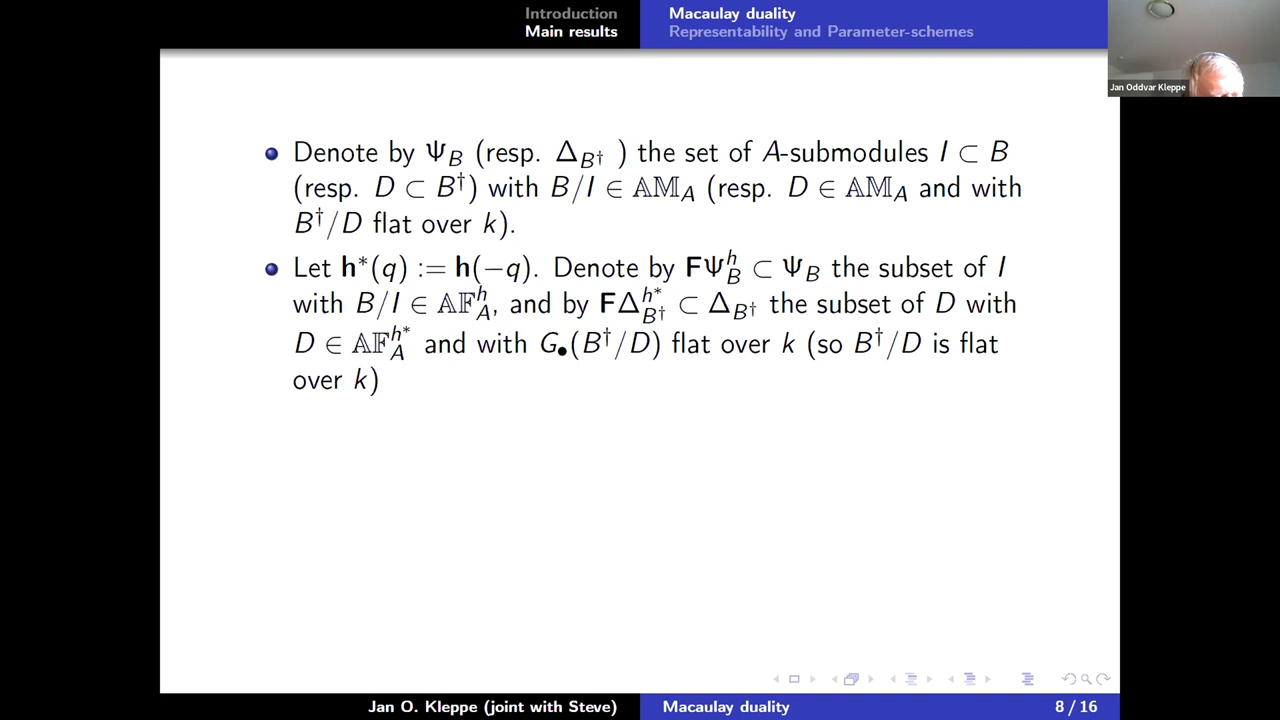 Introduction
Main results
Macaulay duality
Representability and Parameter-schemes
Jan Oddvar Kleppe
• Denote by Ψ_B (resp. Δ_{B†} ) the set of A-submodules I ⊂ B
(resp. D ⊂ B†) with B/I ∈ 𝔸𝕄_A (resp. D ∈ 𝔸𝕄_A and with
B†/D flat over k).
• Let h*(q) := h(−q). Denote by FΨ^h_B ⊂ Ψ_B the subset of I
with B/I ∈ 𝔸𝔽^h_A, and by FΔ^{h*}_{B†} ⊂ Δ_{B†} the subset of D with
D ∈ 𝔸𝔽^{h*}_A and with G_•(B†/D) flat over k (so B†/D is flat
over k)
Jan O. Kleppe (joint with Steve)
Macaulay duality
8 / 16